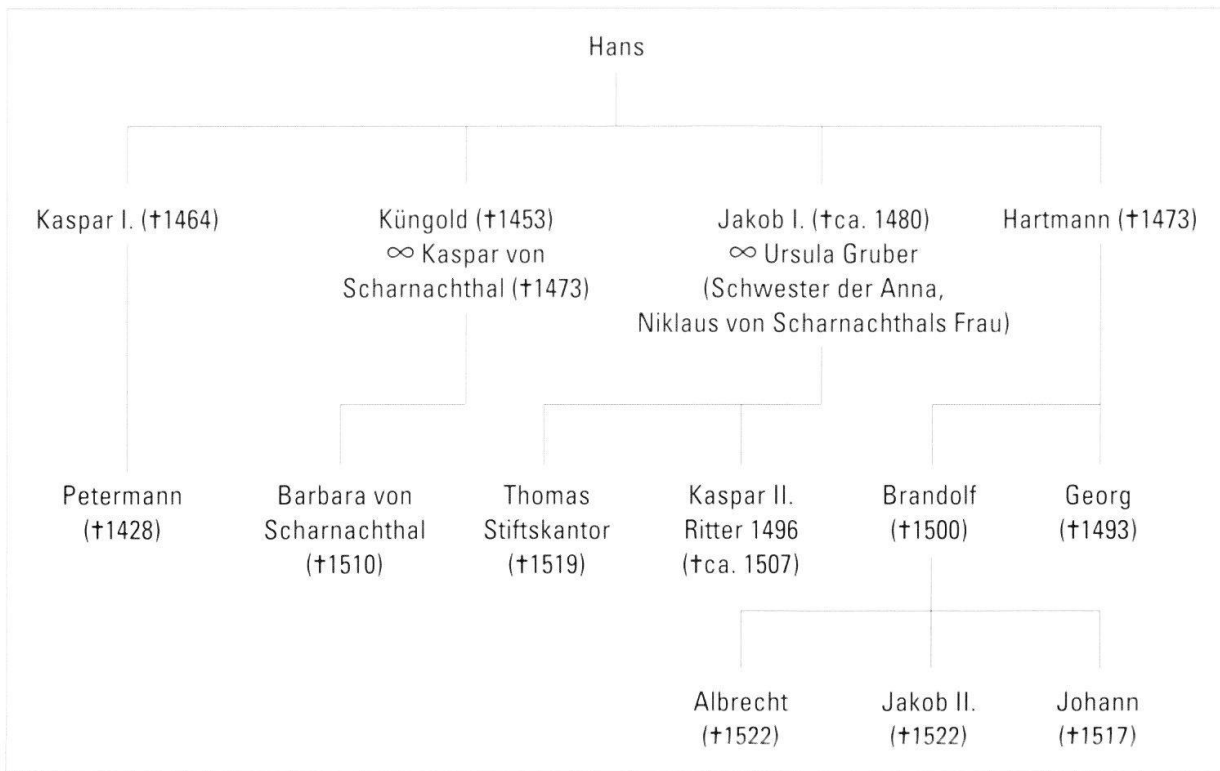 Hans
Kaspar I. (†1464)
Küngold (†1453)
∞ Kaspar von
Scharnachthal (†1473)
Jakob I. (†ca. 1480)
∞ Ursula Gruber
(Schwester der Anna,
Niklaus von Scharnachthals Frau)
Hartmann (†1473)
Petermann
(†1428)
Barbara von
Scharnachthal
(†1510)
Thomas
Stiftskantor
(†1519)
Kaspar II.
Ritter 1496
(†ca. 1507)
Brandolf
(†1500)
Georg
(†1493)
Albrecht
(†1522)
Jakob II.
(†1522)
Johann
(†1517)